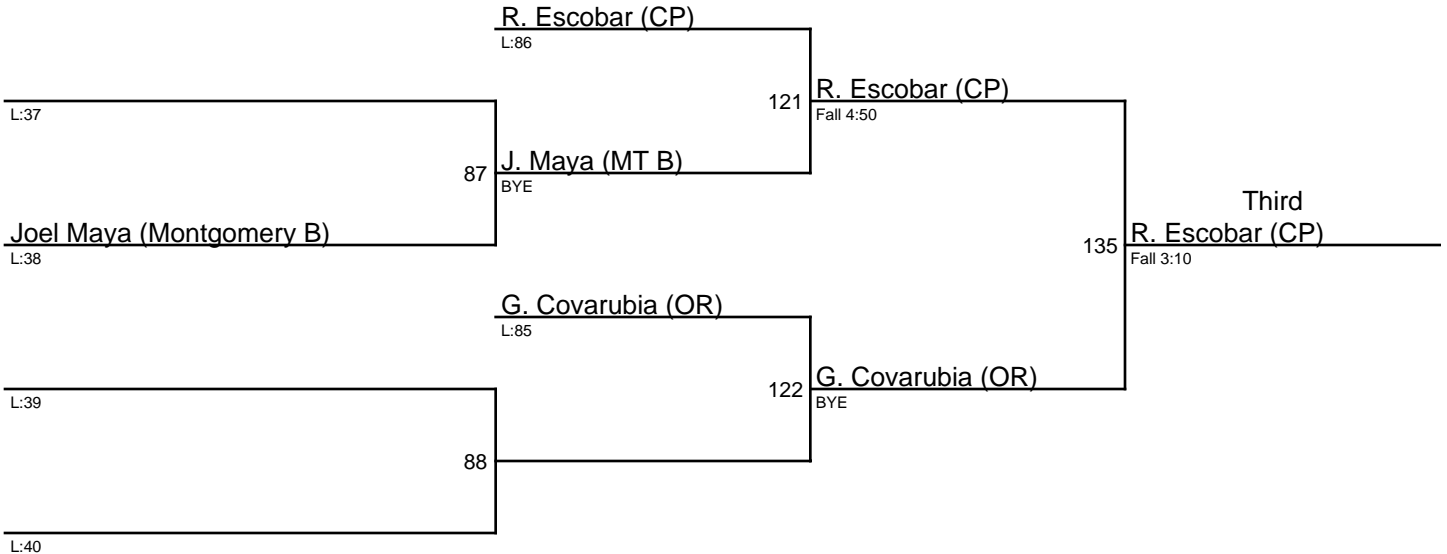 R. Escobar (CP)
L:86
L:37
121
R. Escobar (CP)
Fall 4:50
87
J. Maya (MT B)
BYE
Joel Maya (Montgomery B)
L:38
Third
135
R. Escobar (CP)
Fall 3:10
G. Covarubia (OR)
L:85
L:39
122
G. Covarubia (OR)
BYE
88
L:40